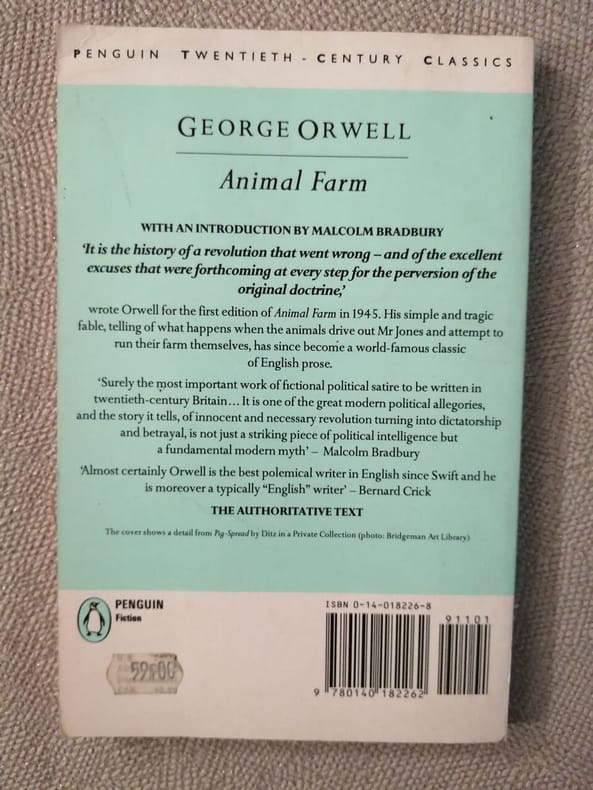 PENGUIN TWENTIETH-CENTURY CLASSICS
GEORGE ORWELL
Animal Farm
WITH AN INTRODUCTION BY MALCOLM BRADBURY
‘It is the history of a revolution that went wrong – and of the excellent
excuses that were forthcoming at every step for the perversion of the
original doctrine,’
wrote Orwell for the first edition of Animal Farm in 1945. His simple and tragic
fable, telling of what happens when the animals drive out Mr Jones and attempt to
run their farm themselves, has since become a world-famous classic
of English prose.
‘Surely the most important work of fictional political satire to be written in
twentieth-century Britain… It is one of the great modern political allegories,
and the story it tells, of innocent and necessary revolution turning into dictatorship
and betrayal, is not just a striking piece of political intelligence but
a fundamental modern myth’ – Malcolm Bradbury
‘Almost certainly Orwell is the best polemical writer in English since Swift and he
is moreover a typically “English” writer’ – Bernard Crick
THE AUTHORITATIVE TEXT
The cover shows a detail from Pig-Spread by Ditz in a Private Collection (photo: Bridgeman Art Library)
PENGUIN
Fiction
ISBN 0-14-018226-8
91101
9 780140 182262